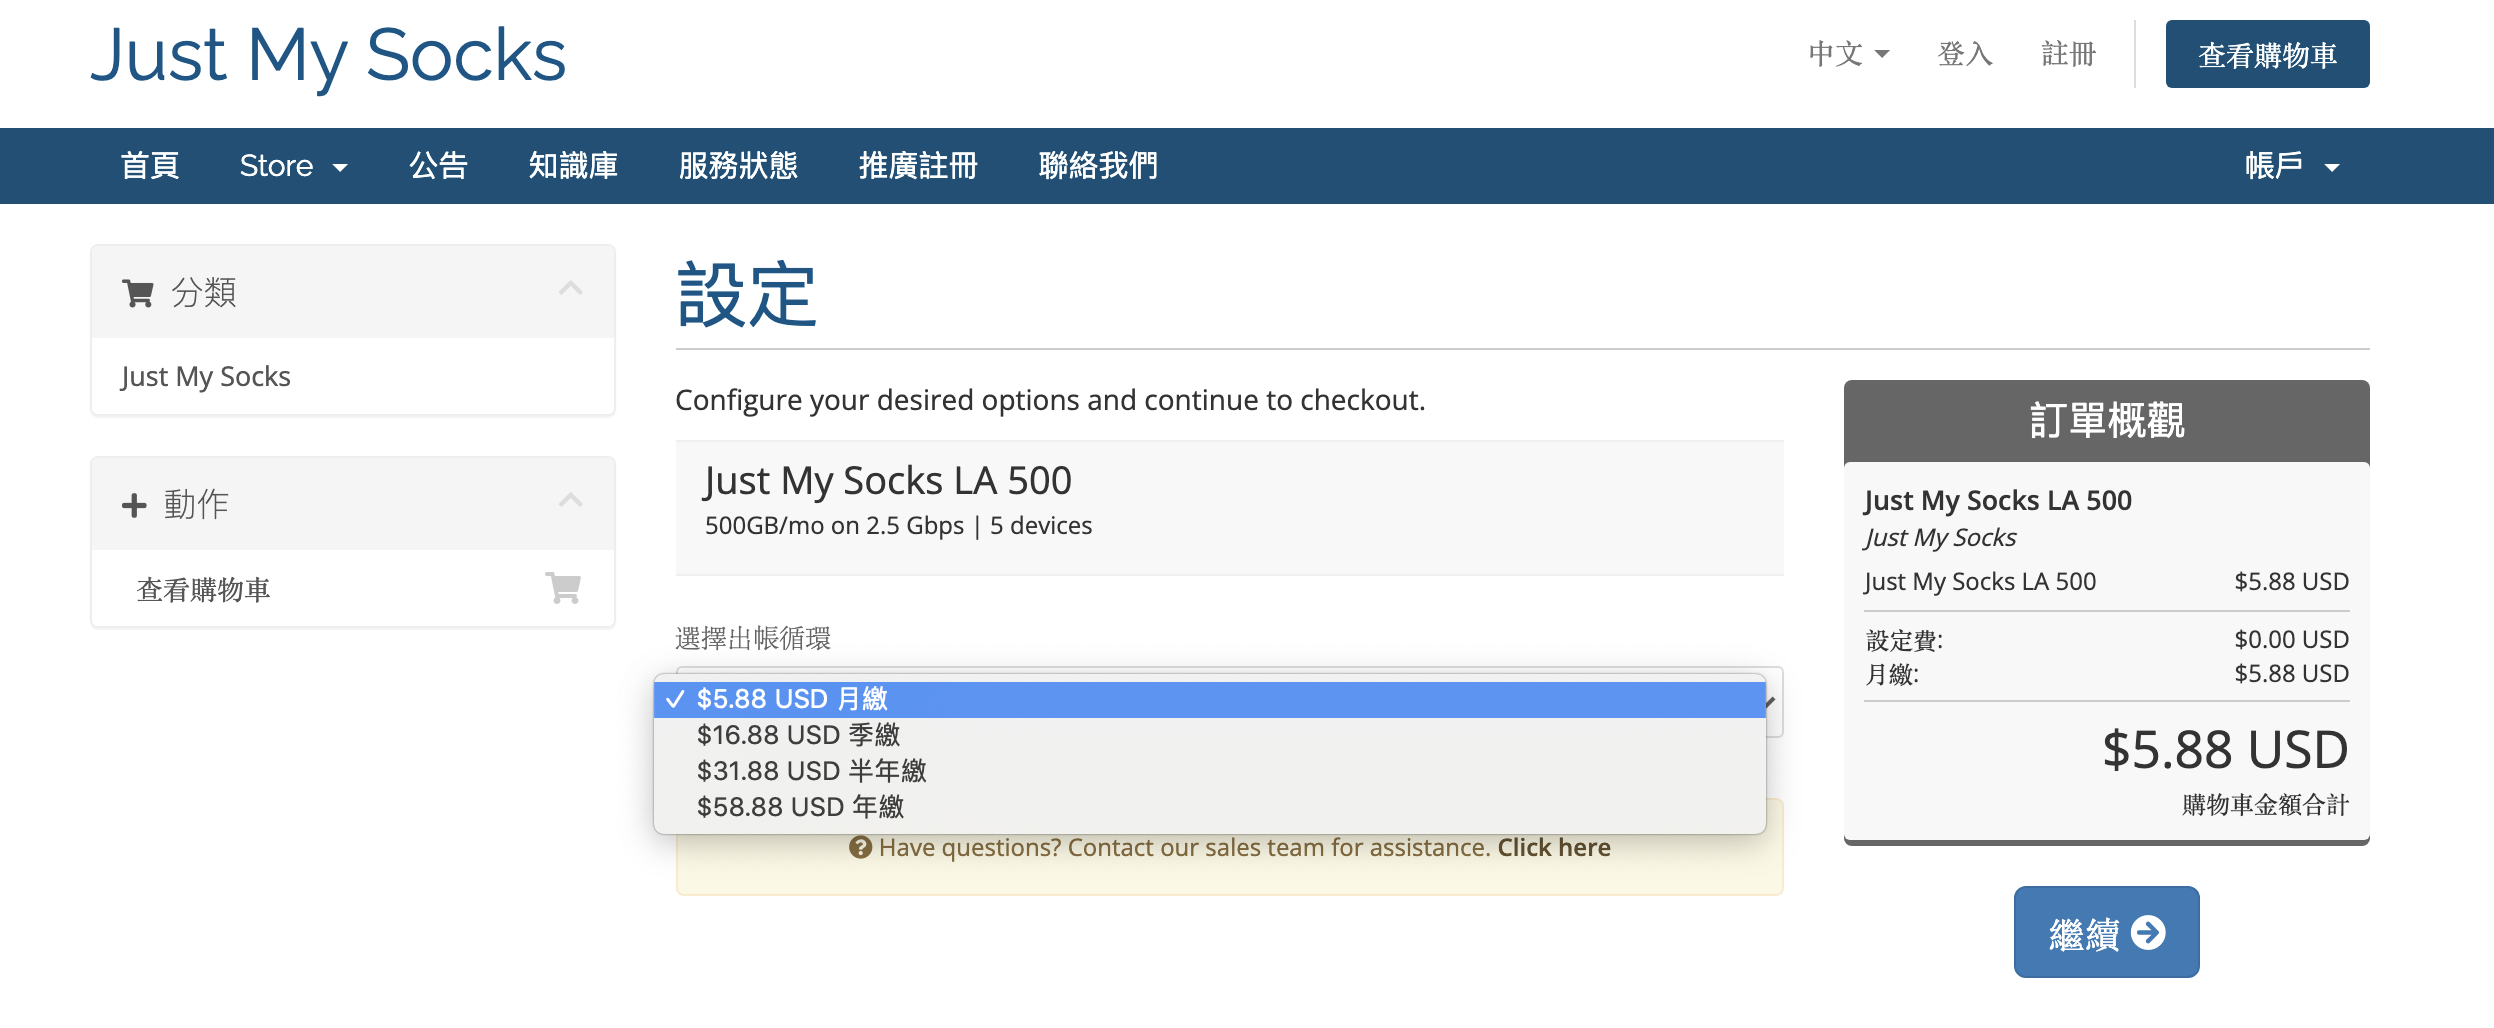 Just My Socks
中文
登入
註冊
查看購物車
首頁
Store
公告
知識庫
服務狀態
推廣註冊
聯絡我們
帳戶
分類
Just My Socks
動作
查看購物車
設定
Configure your desired options and continue to checkout.
Just My Socks LA 500
500GB/mo on 2.5 Gbps | 5 devices
選擇出帳循環
$5.88 USD 月繳
$16.88 USD 季繳
$31.88 USD 半年繳
$58.88 USD 年繳
Have questions? Contact our sales team for assistance. Click here
訂單概觀
Just My Socks LA 500
Just My Socks
Just My Socks LA 500 $5.88 USD
設定費: $0.00 USD
月繳: $5.88 USD
$5.88 USD
購物車金額合計
繼續